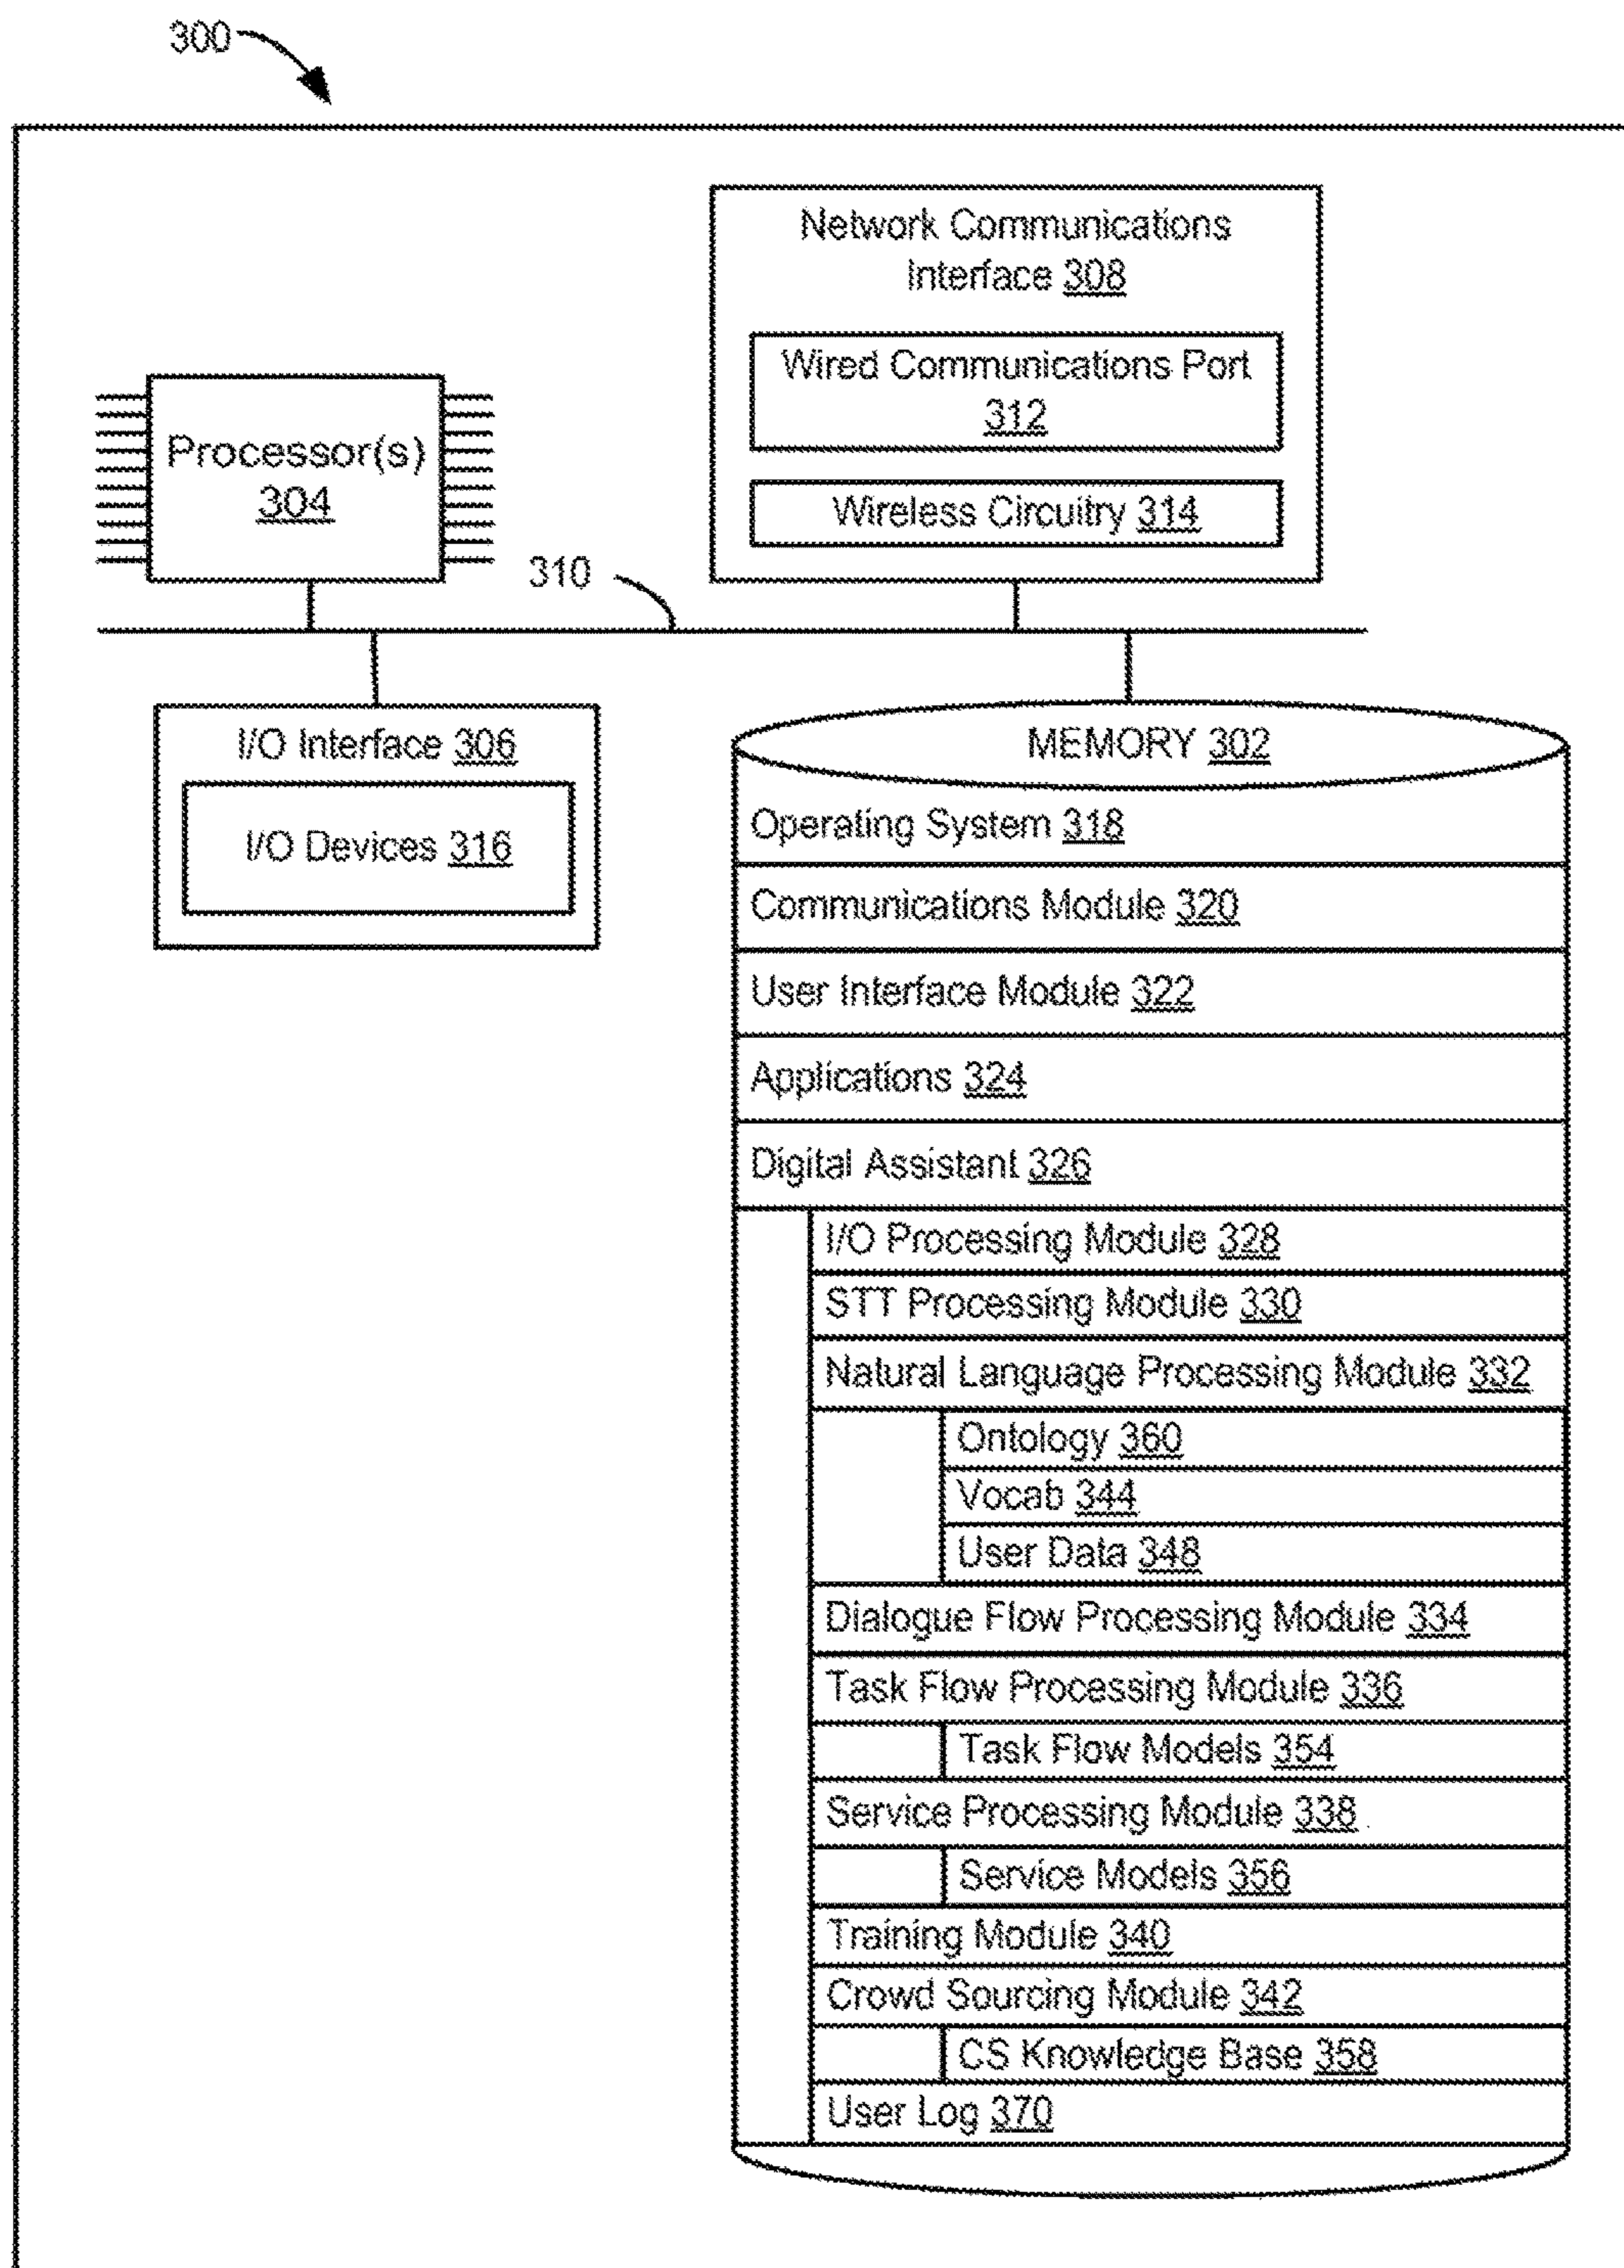 300
Network Communications
Interface 308
Wired Communications Port
312
Wireless Circuitry 314
Processor(s)
304
310
I/O Interface 306
I/O Devices 316
MEMORY 302
Operating System 318
Communications Module 320
User Interface Module 322
Applications 324
Digital Assistant 326
I/O Processing Module 328
STT Processing Module 330
Natural Language Processing Module 332
Ontology 360
Vocab 344
User Data 348
Dialogue Flow Processing Module 334
Task Flow Processing Module 336
Task Flow Models 354
Service Processing Module 338
Service Models 356
Training Module 340
Crowd Sourcing Module 342
CS Knowledge Base 358
User Log 370